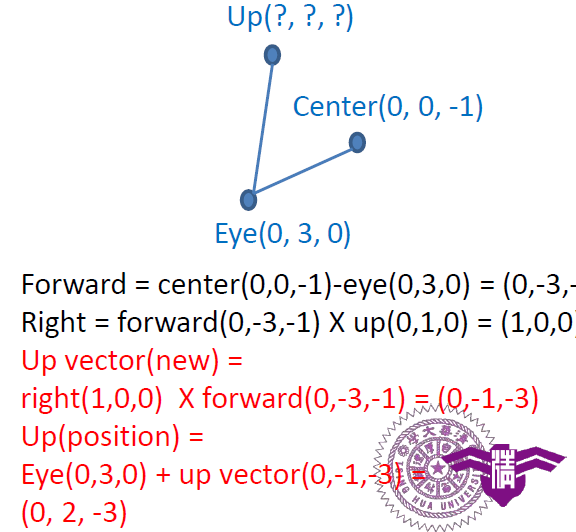 Up(?, ?, ?)
Center(0, 0, -1)
Eye(0, 3, 0)
Forward = center(0,0,-1)-eye(0,3,0) = (0,-3,-
Right = forward(0,-3,-1) X up(0,1,0) = (1,0,0)
Up vector(new) =
right(1,0,0) X forward(0,-3,-1) = (0,-1,-3)
Up(position) =
Eye(0,3,0) + up vector(0,-1,-3) =
(0, 2, -3)
HUA UNIVER